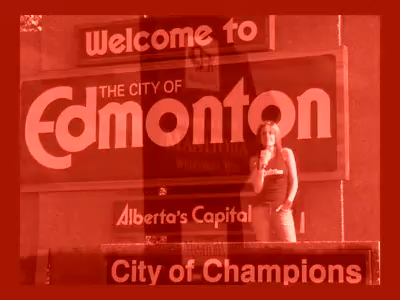 Welcome to
THE CITY OF
Edmonton
Alberta's Capital
City of Champions